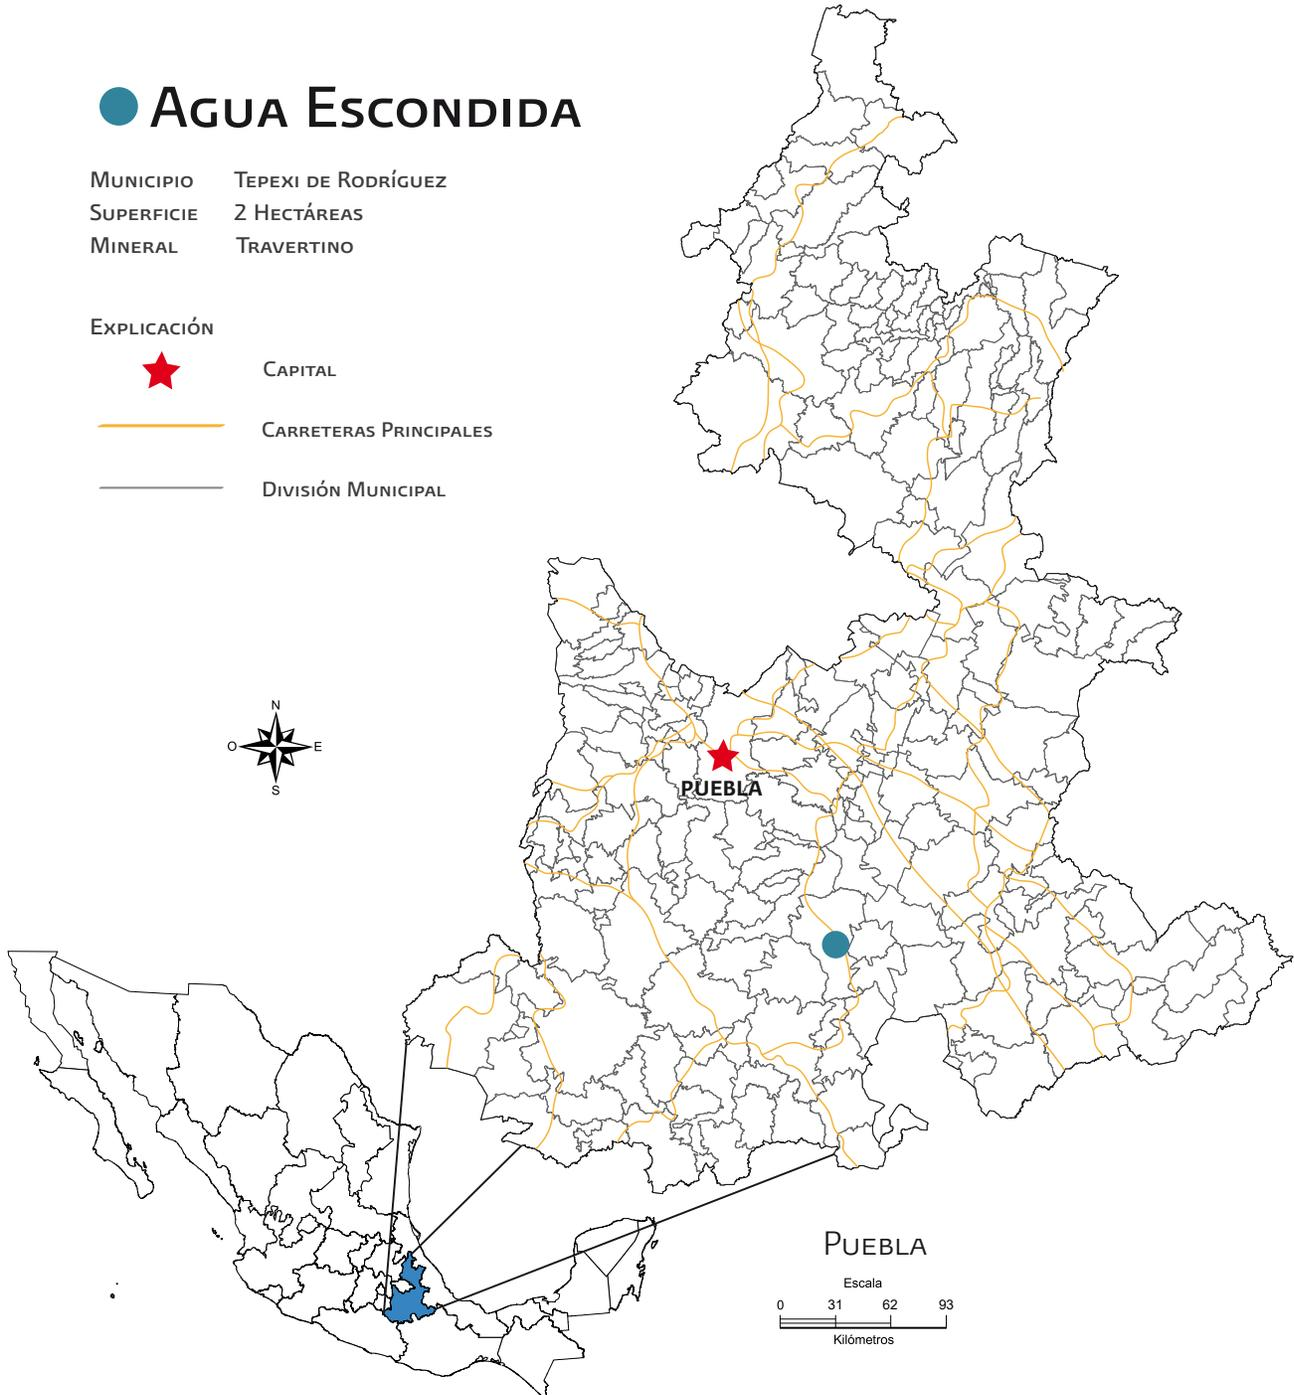 Agua Escondida
Municipio Tepexi de Rodríguez
Superficie 2 Hectáreas
Mineral Travertino
Explicación
Capital
Carreteras Principales
División Municipal
N
O E
S
PUEBLA
Puebla
Escala
0 31 62 93
Kilómetros